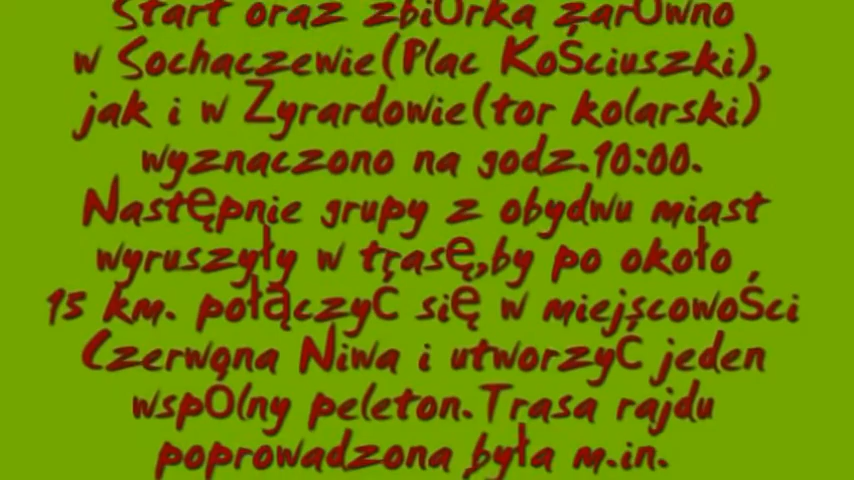 Start oraz zbiórka zarówno
w Sochaczewie(Plac Kościuszki),
jak i w Żyrardowie(tor kolarski)
wyznaczono na godz.10:00.
Następnie grupy z obydwu miast
wyruszyły w trasę,by po około
15 km. połączyć się w miejscowości
Czerwona Niwa i utworzyć jeden
wspólny peleton.Trasa rajdu
poprowadzona była m.in.